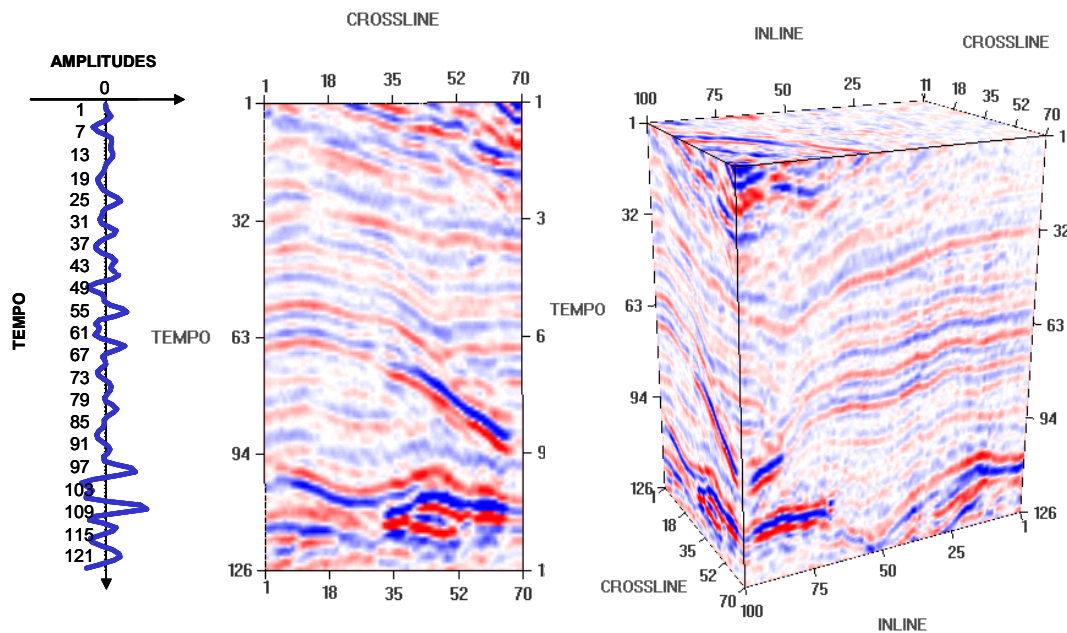 AMPLITUDES
0
1
7
13
19
25
31
37
43
49
55
61
67
73
79
85
91
97
103
109
115
121
TEMPO
CROSSLINE
1 18 35 52 70
1 1
32 3
TEMPO 63 6
94 9
126 1
1 18 35 52 70
INLINE
CROSSLINE
100 75 50 25 11 18 35 52 70
1 1
32 32
TEMPO 63 63
94 94
126 126
1 18 35 52 70
CROSSLINE
100 75 50 25 1
INLINE